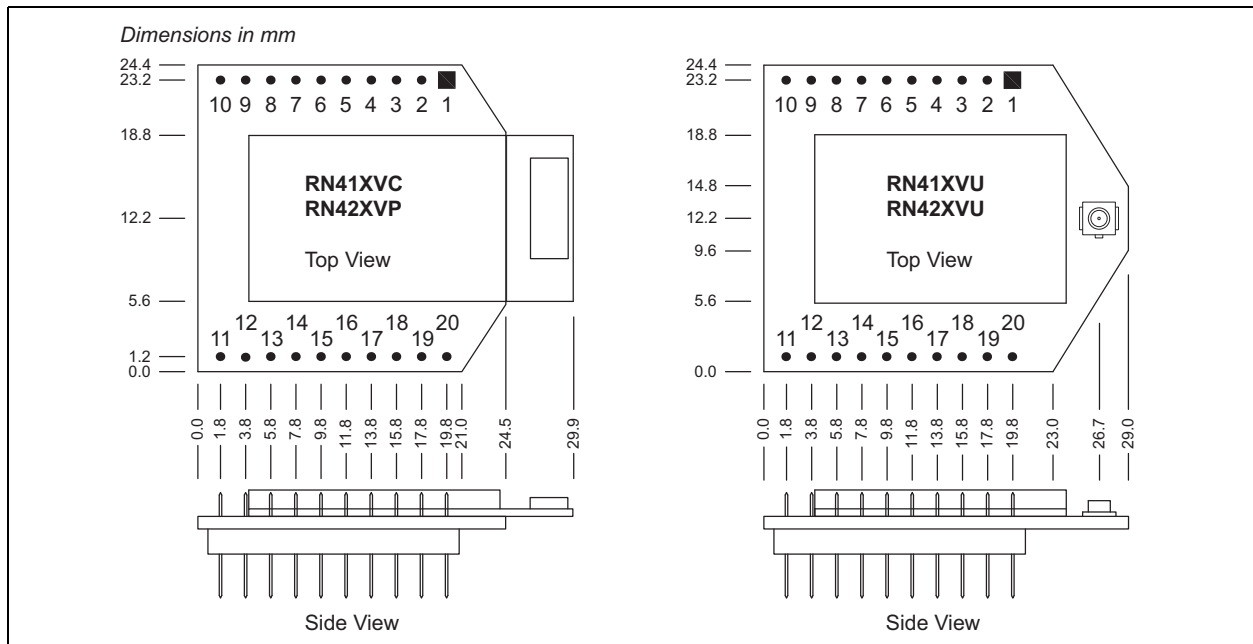 Dimensions in mm
24.4
23.2
18.8
12.2
5.6
1.2
0.0
10 9 8 7 6 5 4 3 2 1
RN41XVC
RN42XVP
Top View
11 12 13 14 15 16 17 18 19 20
0.0 1.8 3.8 5.8 7.8 9.8 11.8 13.8 15.8 17.8 19.8 21.0 24.5 29.9
Side View
24.4
23.2
18.8
14.8
12.2
9.6
5.6
1.2
0.0
10 9 8 7 6 5 4 3 2 1
RN41XVU
RN42XVU
Top View
11 12 13 14 15 16 17 18 19 20
0.0 1.8 3.8 5.8 7.8 9.8 11.8 13.8 15.8 17.8 19.8 23.0 26.7 29.0
Side View